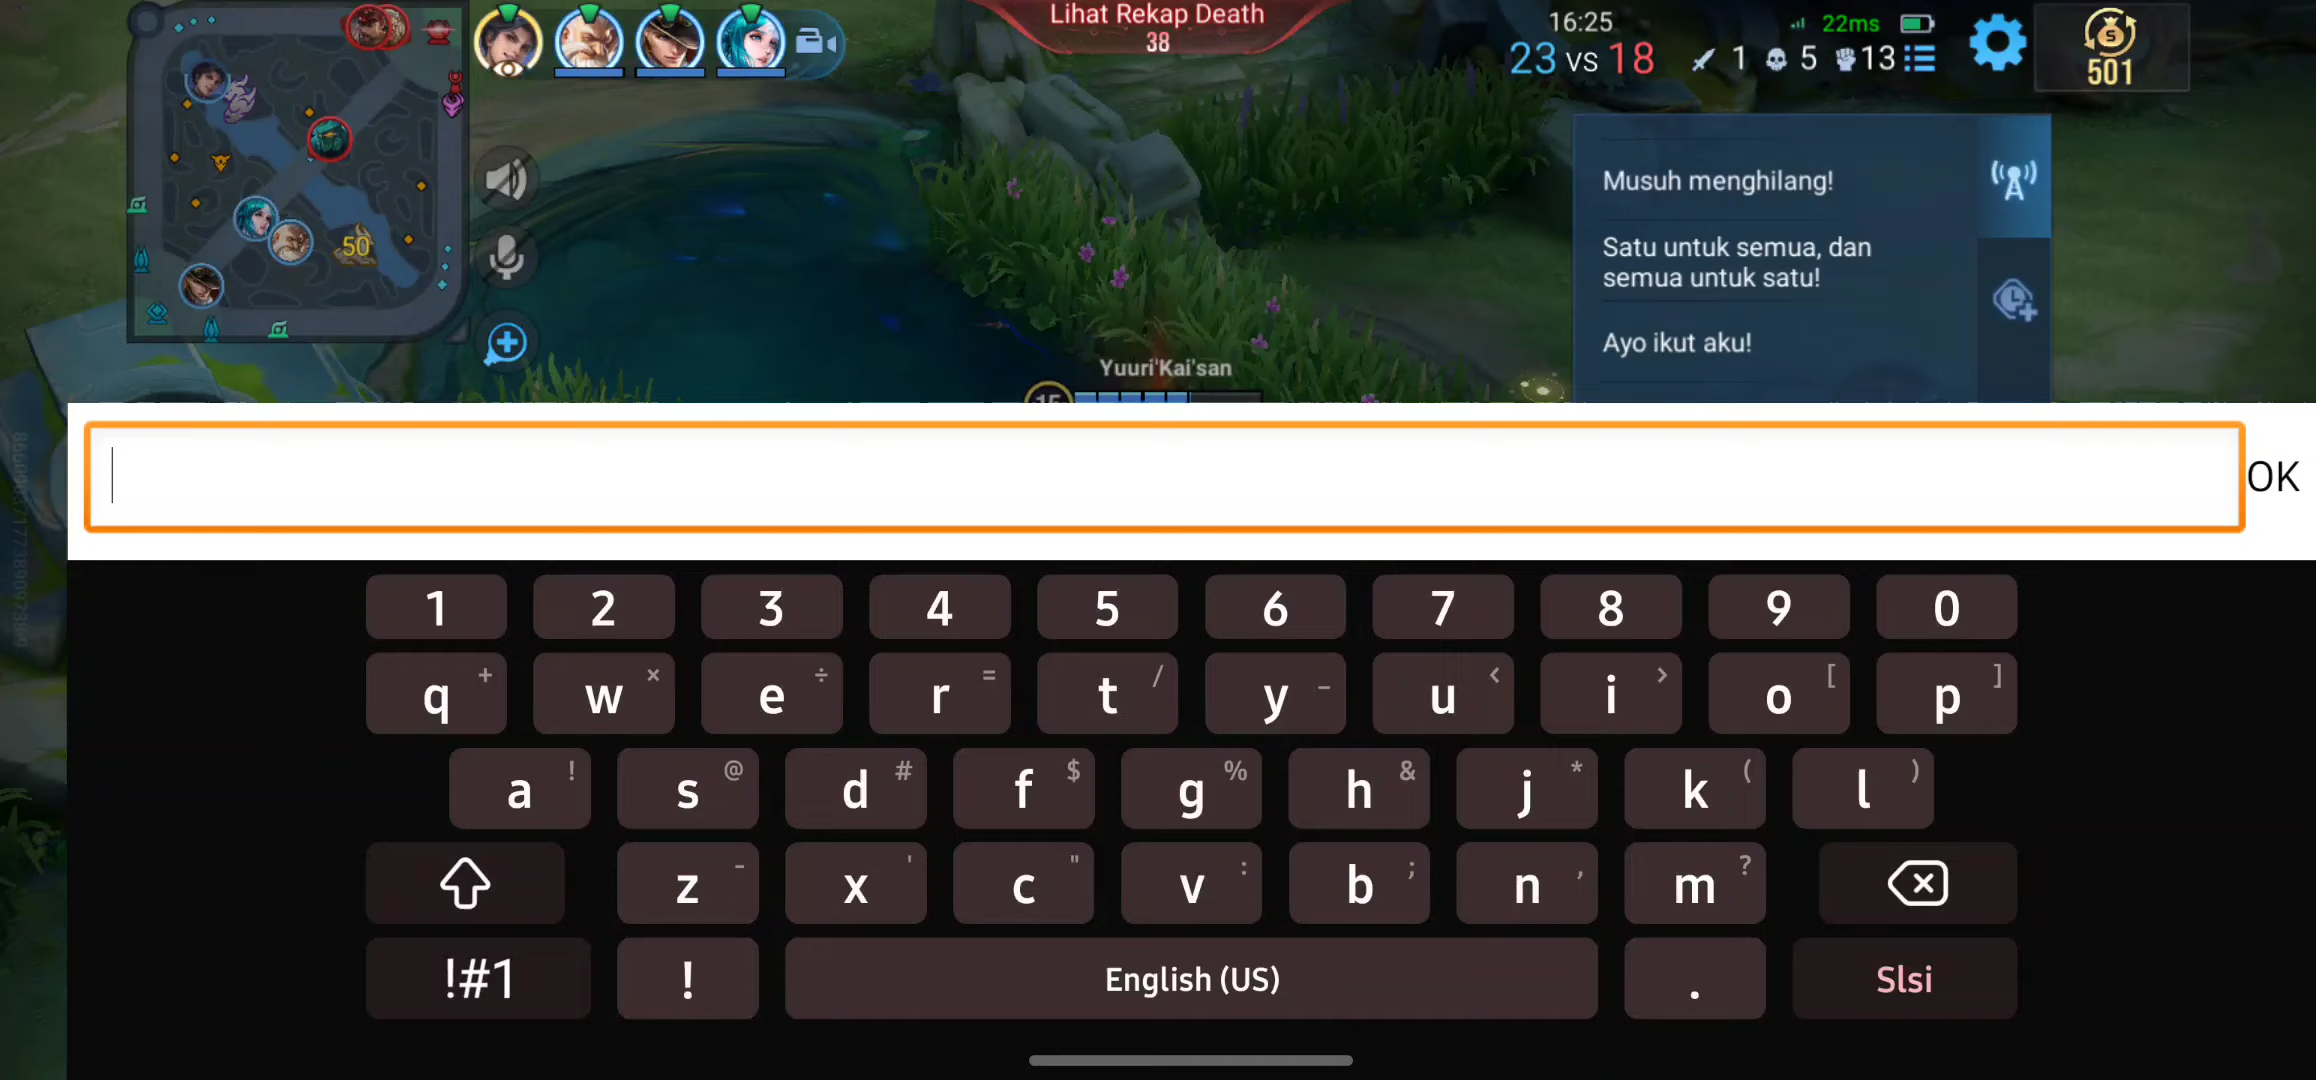 Lihat Rekap Death
38
16:25
22ms
23 vs 18
1
5
13
501
50
Musuh menghilang!
Satu untuk semua, dan
semua untuk satu!
Ayo ikut aku!
Yuuri'Kai'san
15
OK
1 2 3 4 5 6 7 8 9 0
q + w × e ÷ r = t / y _ u < i > o [ p ]
a ! s @ d # f $ g % h & j * k ( l )
z - x ' c " v : b ; n , m ?
!#1 ! English (US) . Slsi